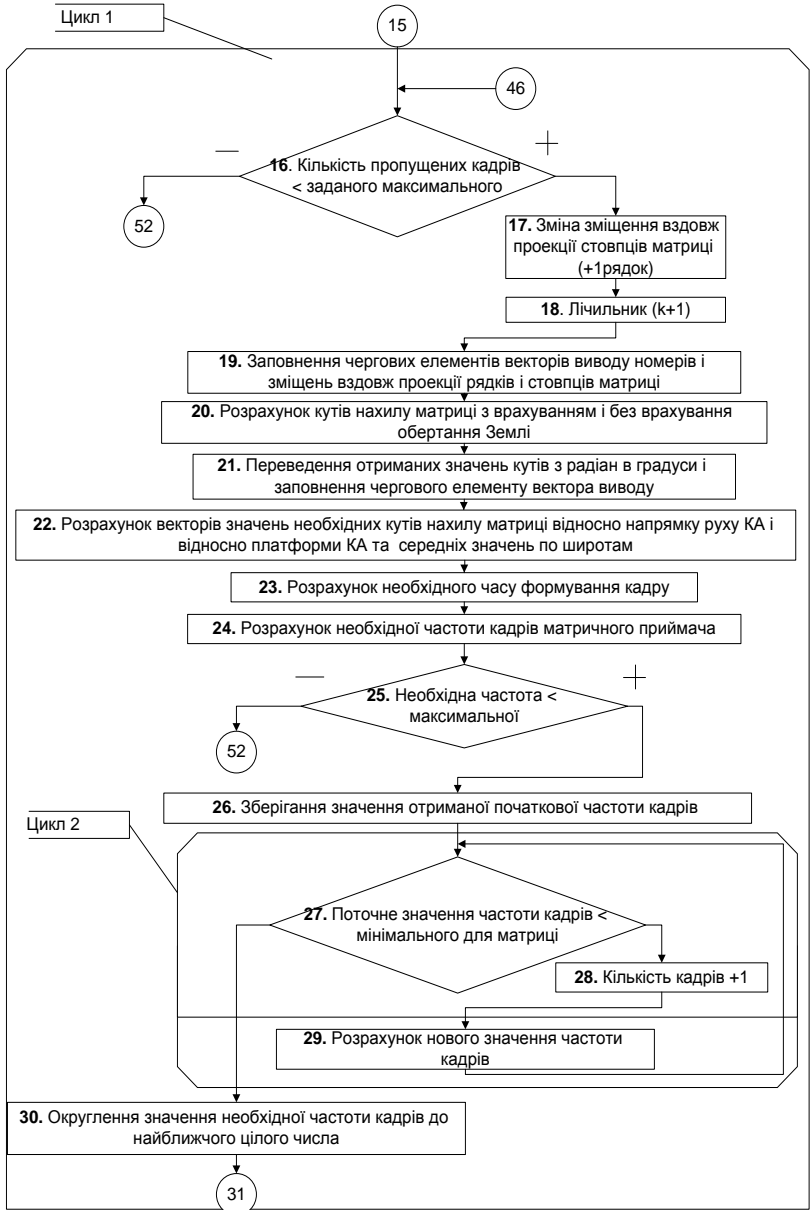 Цикл 1
15
46
—
+
16. Кількість пропущених кадрів
< заданого максимального
52
17. Зміна зміщення вздовж
проекції стовпців матриці
(+1рядок)
18. Лічильник (k+1)
19. Заповнення чергових елементів векторів виводу номерів і
зміщень вздовж проекції рядків і стовпців матриці
20. Розрахунок кутів нахилу матриці з врахуванням і без врахування
обертання Землі
21. Переведення отриманих значень кутів з радіан в градуси і
заповнення чергового елементу вектора виводу
22. Розрахунок векторів значень необхідних кутів нахилу матриці відносно напрямку руху КА і
відносно платформи КА та середніх значень по широтам
23. Розрахунок необхідного часу формування кадру
24. Розрахунок необхідної частоти кадрів матричного приймача
—
+
25. Необхідна частота <
максимальної
52
26. Зберігання значення отриманої початкової частоти кадрів
Цикл 2
27. Поточне значення частоти кадрів <
мінімального для матриці
28. Кількість кадрів +1
29. Розрахунок нового значення частоти
кадрів
30. Округлення значення необхідної частоти кадрів до
найближчого цілого числа
31